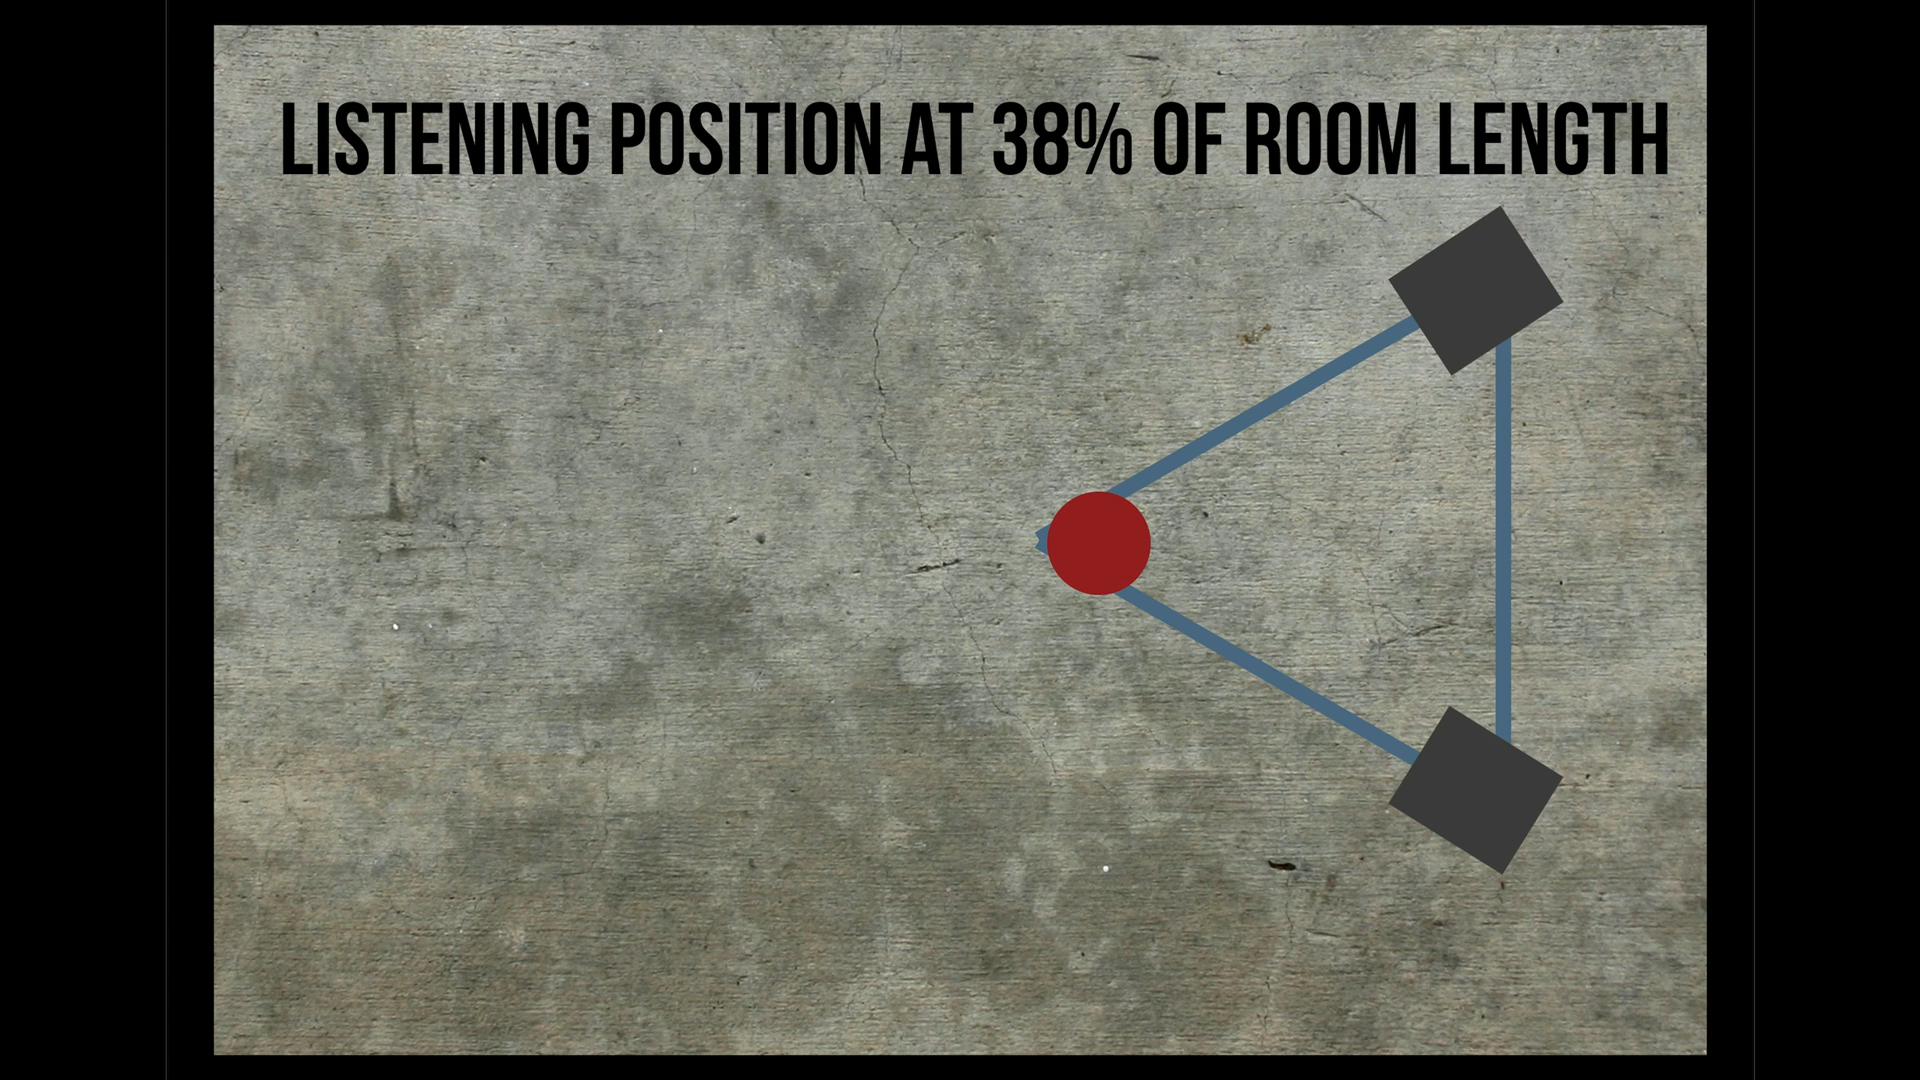 LISTENING POSITION AT 38% OF ROOM LENGTH